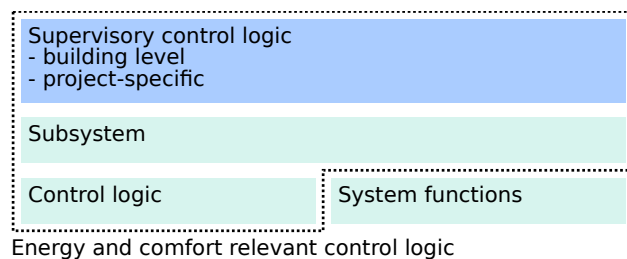 Supervisory control logic
- building level
- project-specific
Subsystem
Control logic
System functions
Energy and comfort relevant control logic